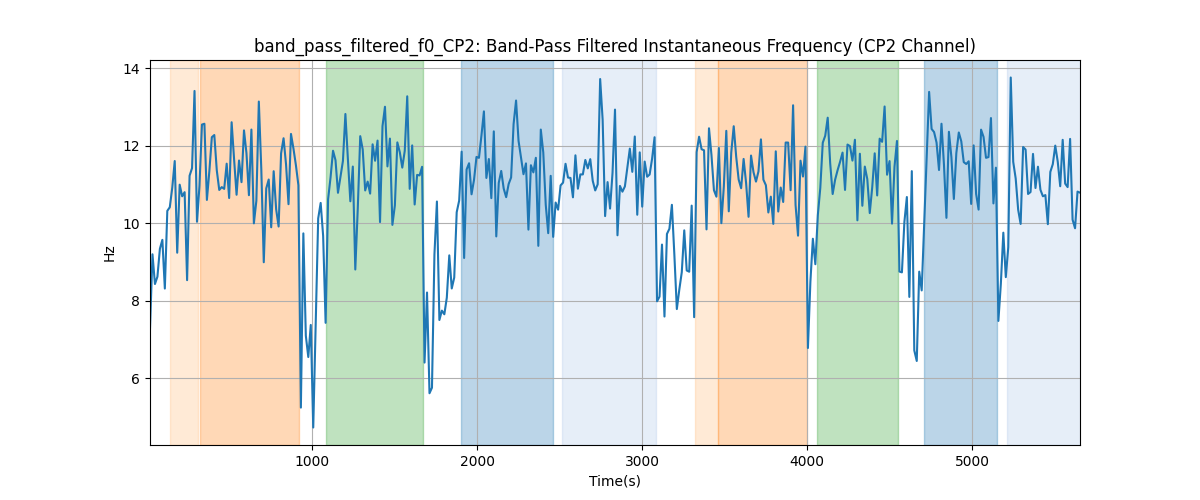 band_pass_filtered_f0_CP2: Band-Pass Filtered Instantaneous Frequency (CP2 Channel)
14
12
10
8
6
Hz
1000 2000 3000 4000 5000
Time(s)